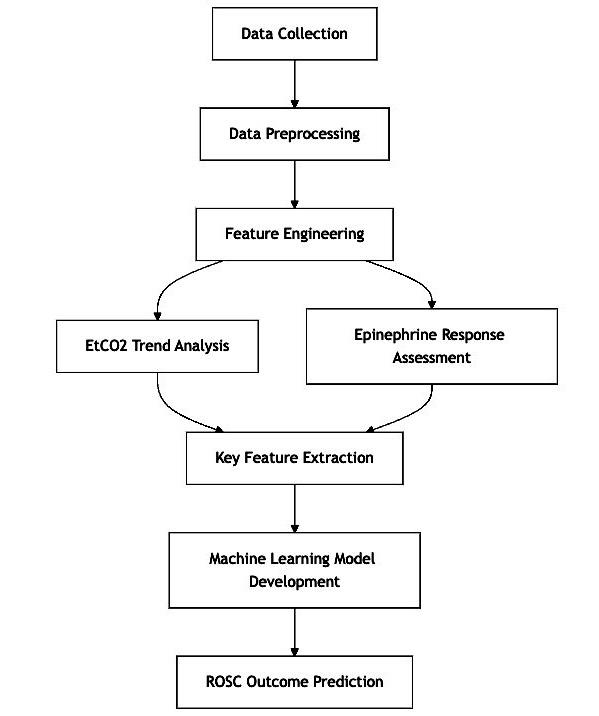 Data Collection
Data Preprocessing
Feature Engineering
EtCO2 Trend Analysis
Epinephrine Response
Assessment
Key Feature Extraction
Machine Learning Model
Development
ROSC Outcome Prediction